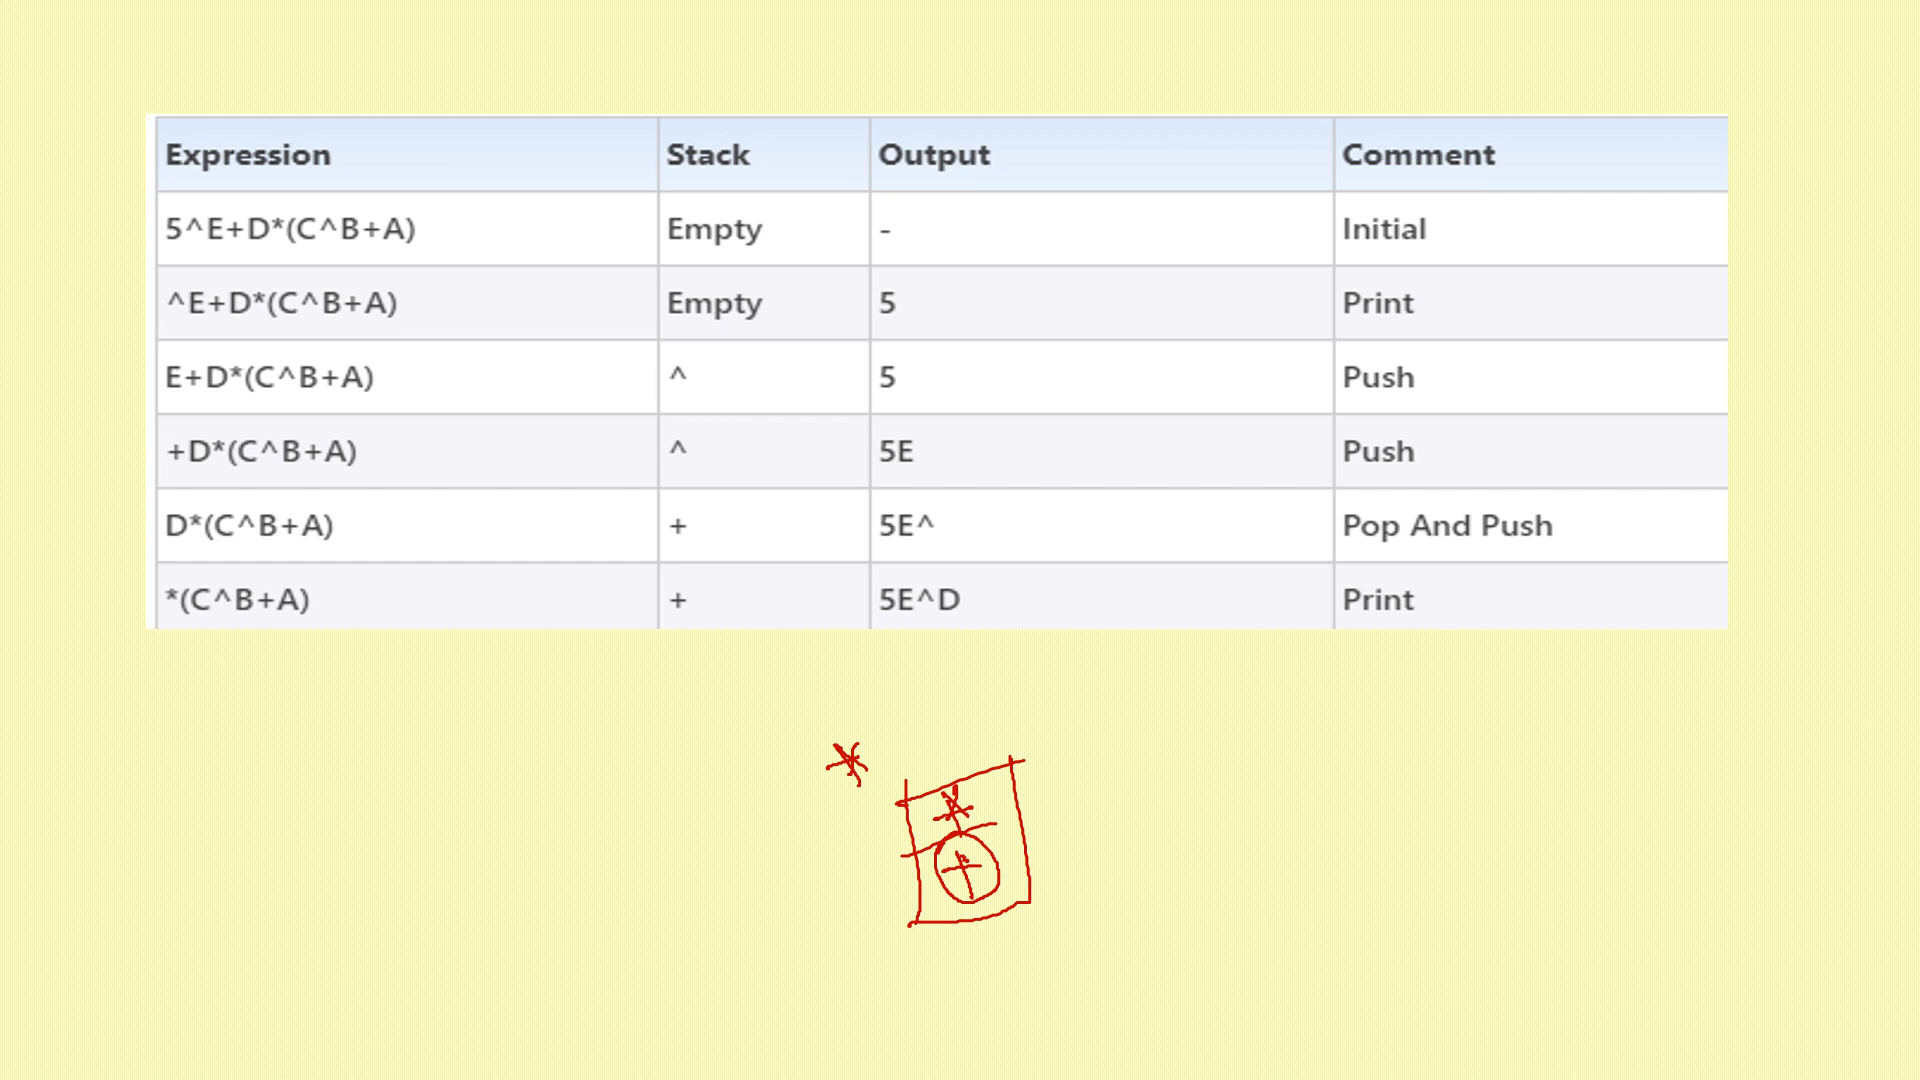 Expression Stack Output Comment
5^E+D*(C^B+A) Empty - Initial
^E+D*(C^B+A) Empty 5 Print
E+D*(C^B+A) ^ 5 Push
+D*(C^B+A) ^ 5E Push
D*(C^B+A) + 5E^ Pop And Push
*(C^B+A) + 5E^D Print
*
*
+